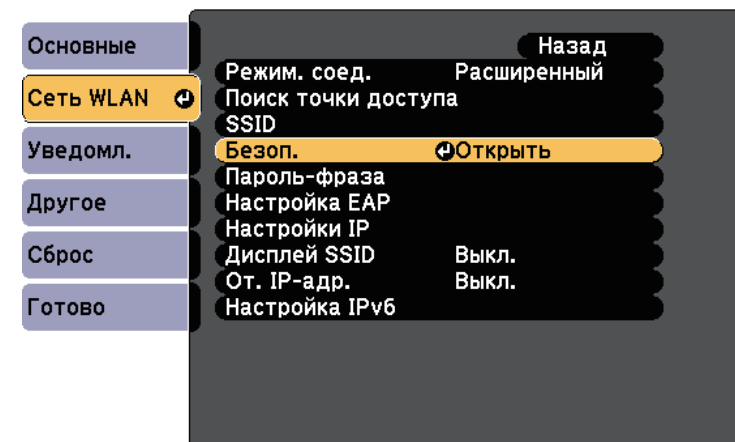 Основные
Сеть WLAN
Уведомл.
Другое
Сброс
Готово
Назад
Режим. соед. Расширенный
Поиск точки доступа
SSID
Безоп. Открыть
Пароль-фраза
Настройка EAP
Настройки IP
Дисплей SSID Выкл.
От. IP-адр. Выкл.
Настройка IPv6